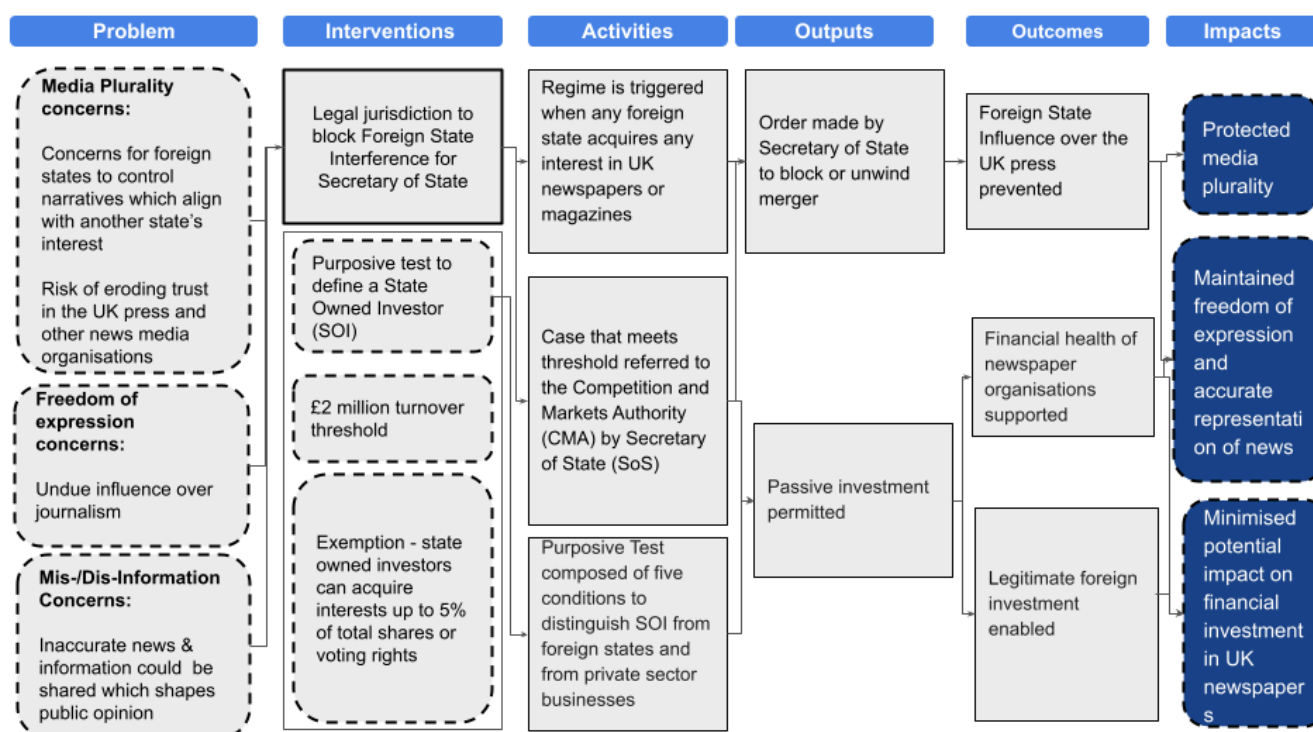 Problem
Interventions
Activities
Outputs
Outcomes
Impacts
Media Plurality
concerns:
Concerns for foreign
states to control
narratives which align
with another state's
interest
Risk of eroding trust
in the UK press and
other news media
organisations
Freedom of
expression
concerns:
Undue influence over
journalism
Mis-/Dis-Information
Concerns:
Inaccurate news &
information could  be
shared which shapes
public opinion
Legal jurisdiction to
block Foreign State
Interference for
Secretary of State
Purposive test to
define a State
Owned Investor
(SOI)
£2 million turnover
threshold
Exemption - state
owned investors
can acquire
interests up to 5%
of total shares or
voting rights
Regime is triggered
when any foreign
state acquires any
interest in UK
newspapers or
magazines
Case that meets
threshold referred to
the Competition and
Markets Authority
(CMA) by Secretary
of State (SoS)
Purposive Test
composed of five
conditions to
distinguish SOI from
foreign states and
from private sector
businesses
Order made by
Secretary of State
to block or unwind
merger
Passive investment
permitted
Foreign State
Influence over the
UK press
prevented
Financial health of
newspaper
organisations
supported
Legitimate foreign
investment
enabled
Protected
media
plurality
Maintained
freedom of
expression
and
accurate
representati
on of news
Minimised
potential
impact on
financial
investment
in UK
newspaper
s